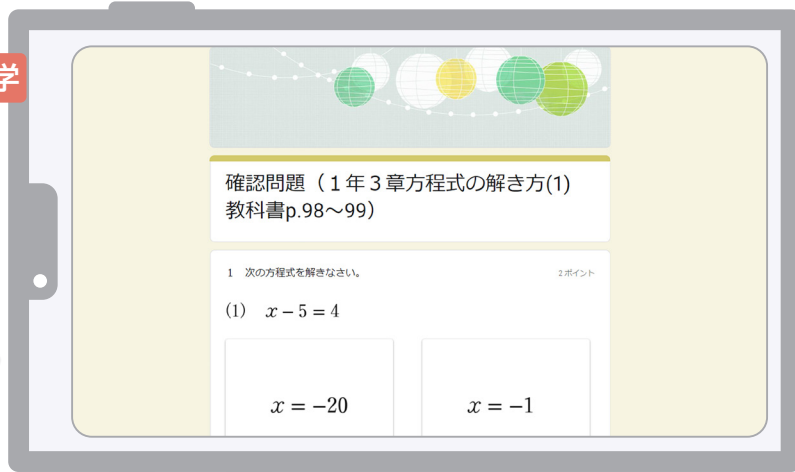 学
確認問題（１年３章方程式の解き方(1)
教科書p.98～99）
1 次の方程式を解きなさい。 2 ポイント
(1) x − 5 = 4
x = −20 x = −1